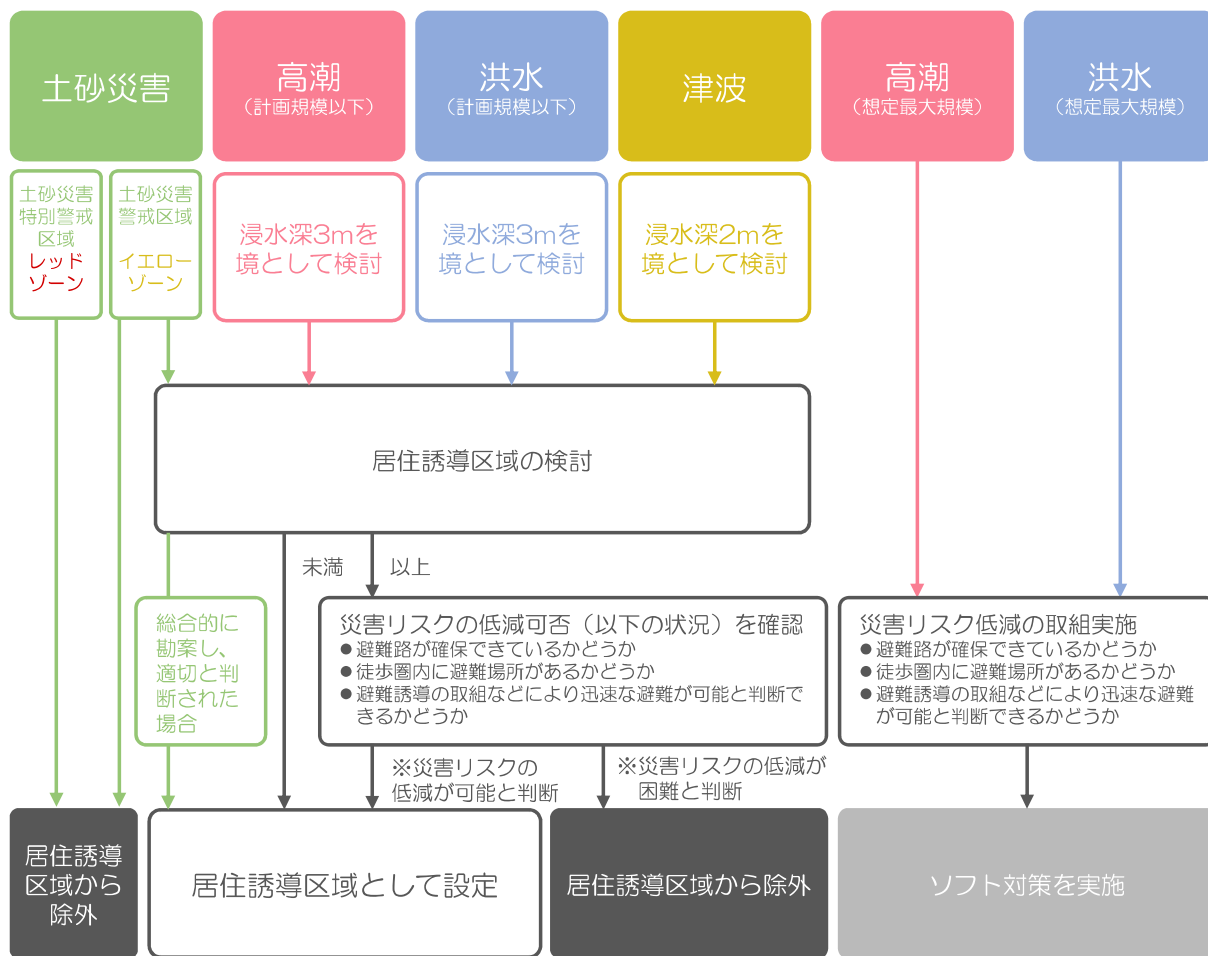 土砂災害
高潮
（計画規模以下）
洪水
（計画規模以下）
津波
高潮
（想定最大規模）
洪水
（想定最大規模）
土砂災害
特別警戒
区域
レッド
ゾーン
土砂災害
警戒区域
イエロー
ゾーン
浸水深3mを
境として検討
浸水深3mを
境として検討
浸水深2mを
境として検討
居住誘導区域の検討
未満
以上
総合的に
勘案し、
適切と判
断された
場合
災害リスクの低減可否（以下の状況）を確認
●避難路が確保できているかどうか
●徒歩圏内に避難場所があるかどうか
●避難誘導の取組などにより迅速な避難が可能と判断で
きるかどうか
災害リスク低減の取組実施
●避難路が確保できているかどうか
●徒歩圏内に避難場所があるかどうか
●避難誘導の取組などにより迅速な避難
が可能と判断できるかどうか
※災害リスクの
低減が可能と判断
※災害リスクの低減が
困難と判断
居住誘導
区域から
除外
居住誘導区域として設定
居住誘導区域から除外
ソフト対策を実施